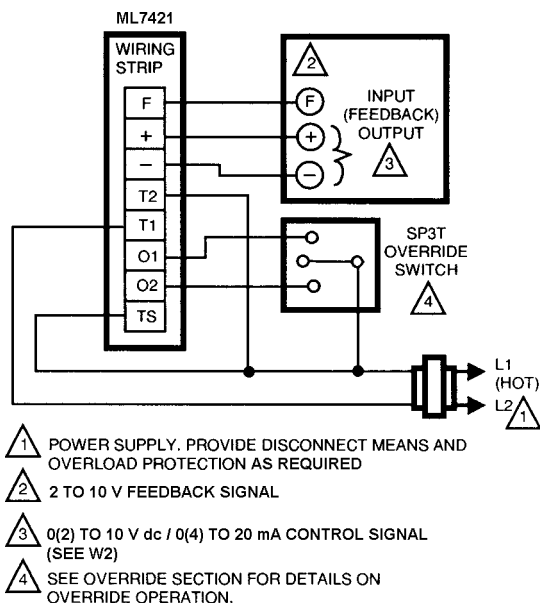 ML7421
WIRING
STRIP
F
+
−
T2
T1
O1
O2
TS
2
F
+
−
INPUT
(FEEDBACK)
OUTPUT
3
SP3T
OVERRIDE
SWITCH
4
L1
(HOT)
L2
1
1 POWER SUPPLY. PROVIDE DISCONNECT MEANS AND
OVERLOAD PROTECTION AS REQUIRED
2 2 TO 10 V FEEDBACK SIGNAL
3 0(2) TO 10 V dc / 0(4) TO 20 mA CONTROL SIGNAL
(SEE W2)
4 SEE OVERRIDE SECTION FOR DETAILS ON
OVERRIDE OPERATION.